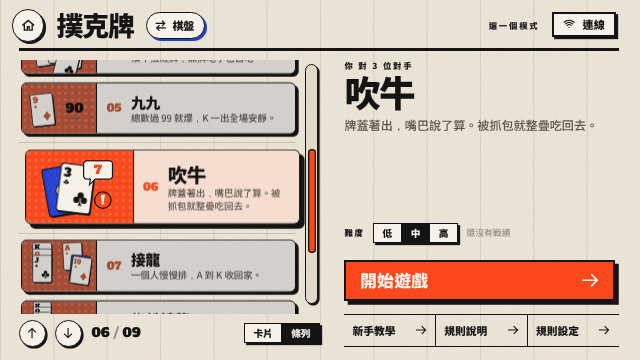 撲克牌
棋盤
選一個模式
連線
9
90
05
九九
總數過 99 就爆，K 一出全場安靜。
3
7
!
06
吹牛
牌蓋著出，嘴巴說了算。被
抓包就整疊吃回去。
K
J
A
10
07
接龍
一個人慢慢排，A 到 K 收回家。
06 / 09
卡片
條列
你 對 3 位對手
吹牛
牌蓋著出，嘴巴說了算。被抓包就整疊吃回去。
難度
低
中
高
還沒有戰績
開始遊戲
新手教學
規則說明
規則設定